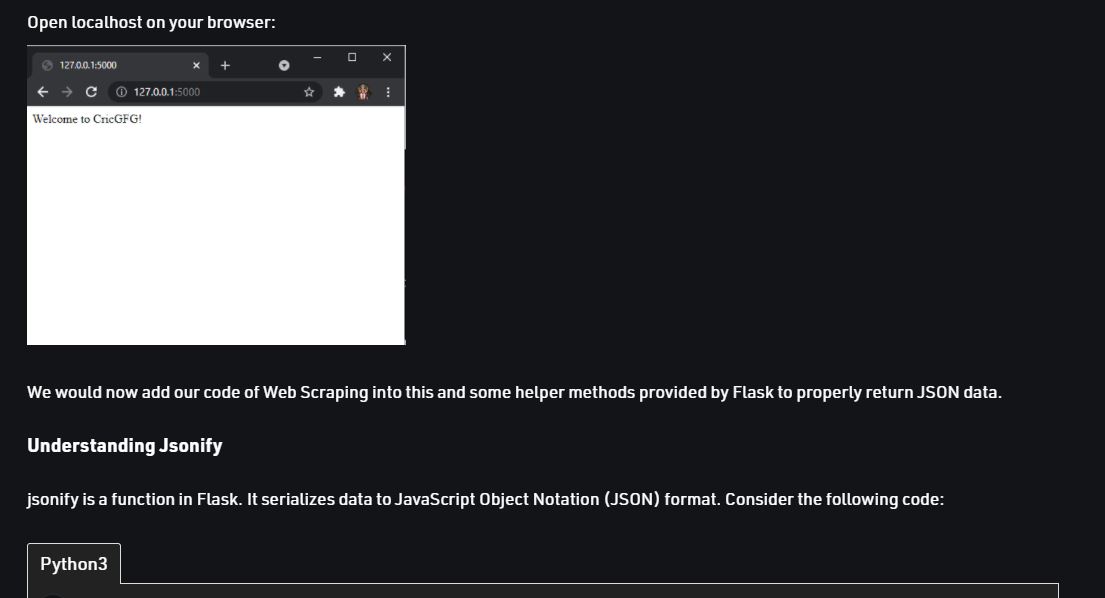 Open localhost on your browser:
127.0.0.1:5000
127.0.0.1:5000
Welcome to CricGFG!
We would now add our code of Web Scraping into this and some helper methods provided by Flask to properly return JSON data.
Understanding Jsonify
jsonify is a function in Flask. It serializes data to JavaScript Object Notation (JSON) format. Consider the following code:
Python3